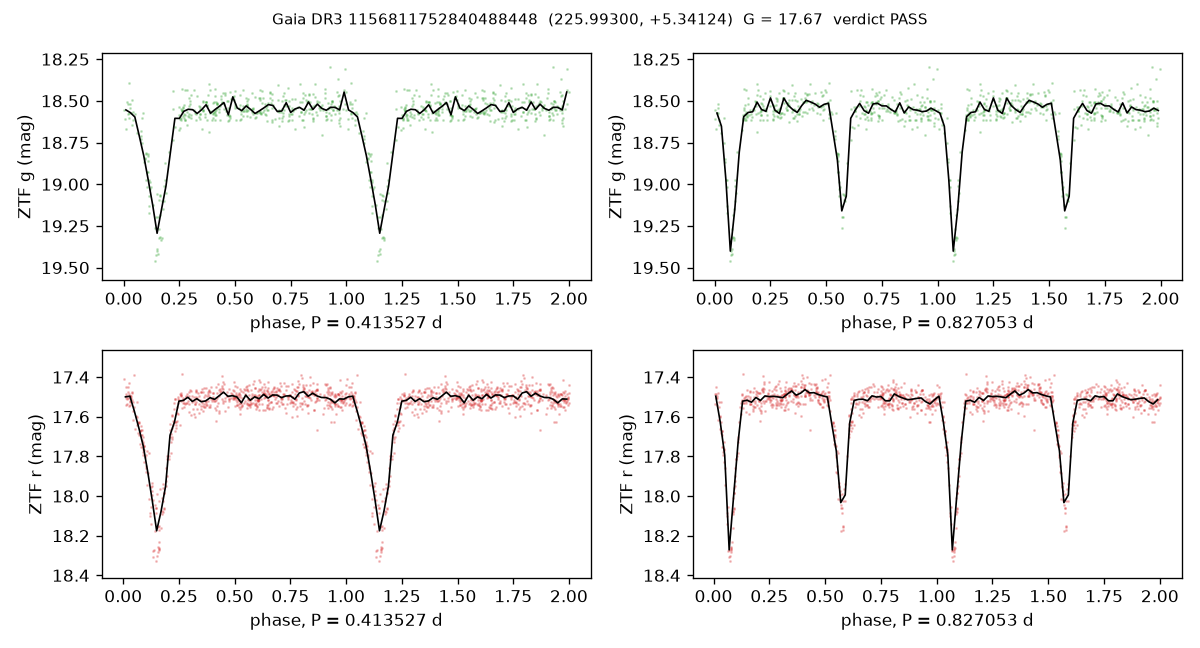 Gaia DR3 1156811752840488448 (225.99300, +5.34124) G = 17.67 verdict PASS
18.25
18.50
18.75
19.00
19.25
19.50
ZTF g (mag)
0.00 0.25 0.50 0.75 1.00 1.25 1.50 1.75 2.00
phase, P = 0.413527 d
18.25
18.50
18.75
19.00
19.25
19.50
ZTF g (mag)
0.00 0.25 0.50 0.75 1.00 1.25 1.50 1.75 2.00
phase, P = 0.827053 d
17.4
17.6
17.8
18.0
18.2
18.4
ZTF r (mag)
0.00 0.25 0.50 0.75 1.00 1.25 1.50 1.75 2.00
phase, P = 0.413527 d
17.4
17.6
17.8
18.0
18.2
18.4
ZTF r (mag)
0.00 0.25 0.50 0.75 1.00 1.25 1.50 1.75 2.00
phase, P = 0.827053 d